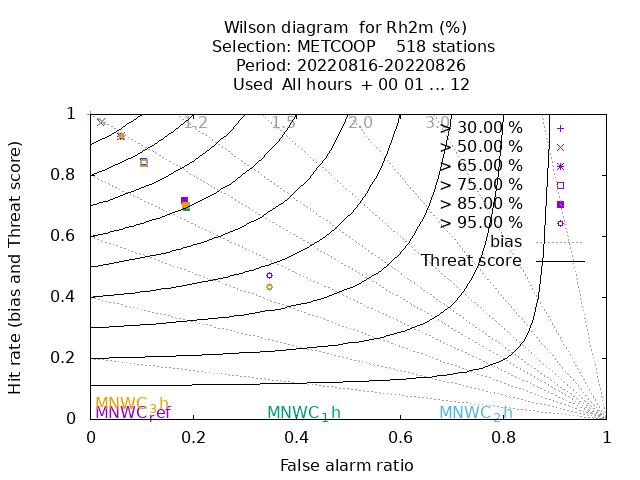 Wilson diagram  for Rh2m (%)
Selection: METCOOP    518 stations
Period: 20220816-20220826
Used  All hours  + 00 01 ... 12
Hit rate (bias and Threat score)
1
0.8
0.6
0.4
0.2
0
1.2
1.5
2.0
3.0
> 30.00 %
> 50.00 %
> 65.00 %
> 75.00 %
> 85.00 %
> 95.00 %
bias
Threat score
MNWC_3h
MNWC_ref
MNWC_1h
MNWC_2h
0 0.2 0.4 0.6 0.8 1
False alarm ratio